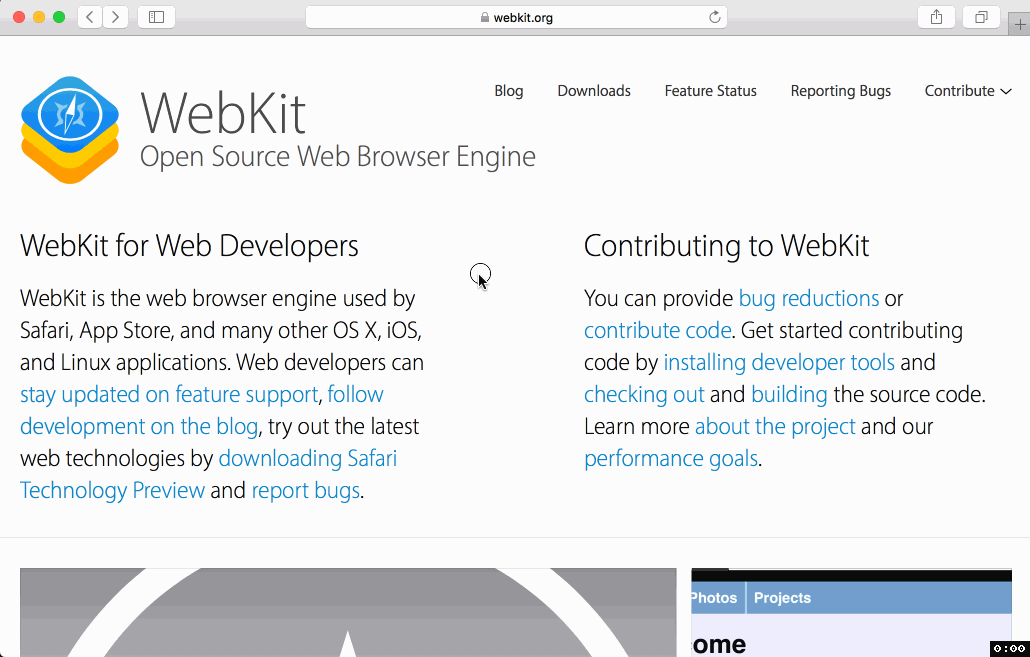 webkit.org
Blog
Downloads
Feature Status
Reporting Bugs
Contribute
WebKit
Open Source Web Browser Engine
WebKit for Web Developers
WebKit is the web browser engine used by
Safari, App Store, and many other OS X, iOS,
and Linux applications. Web developers can
stay updated on feature support, follow
development on the blog, try out the latest
web technologies by downloading Safari
Technology Preview and report bugs.
Contributing to WebKit
You can provide bug reductions or
contribute code. Get started contributing
code by installing developer tools and
checking out and building the source code.
Learn more about the project and our
performance goals.
Photos
Projects
ome
0:00